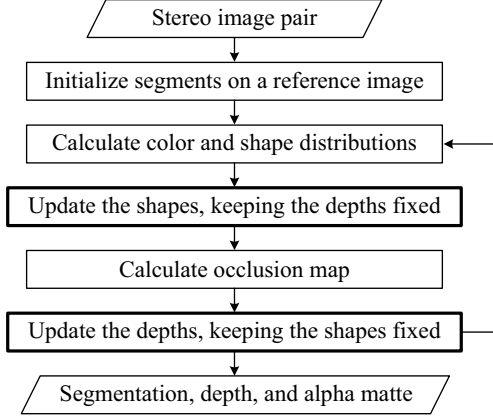 Stereo image pair
Initialize segments on a reference image
Calculate color and shape distributions
Update the shapes, keeping the depths fixed
Calculate occlusion map
Update the depths, keeping the shapes fixed
Segmentation, depth, and alpha matte